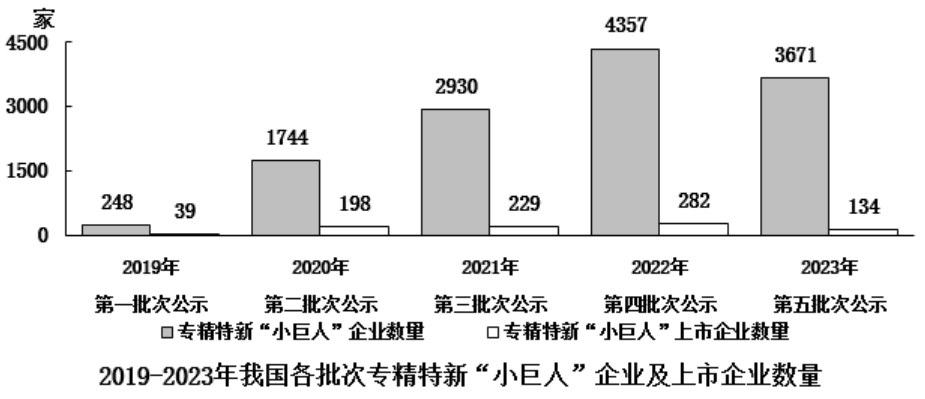 家
4500
3000
1500
0
248 39
1744 198
2930 229
4357 282
3671 134
2019年 2020年 2021年 2022年 2023年
第一批次公示 第二批次公示 第三批次公示 第四批次公示 第五批次公示
专精特新“小巨人”企业数量 专精特新“小巨人”上市企业数量
2019-2023年我国各批次专精特新“小巨人”企业及上市企业数量